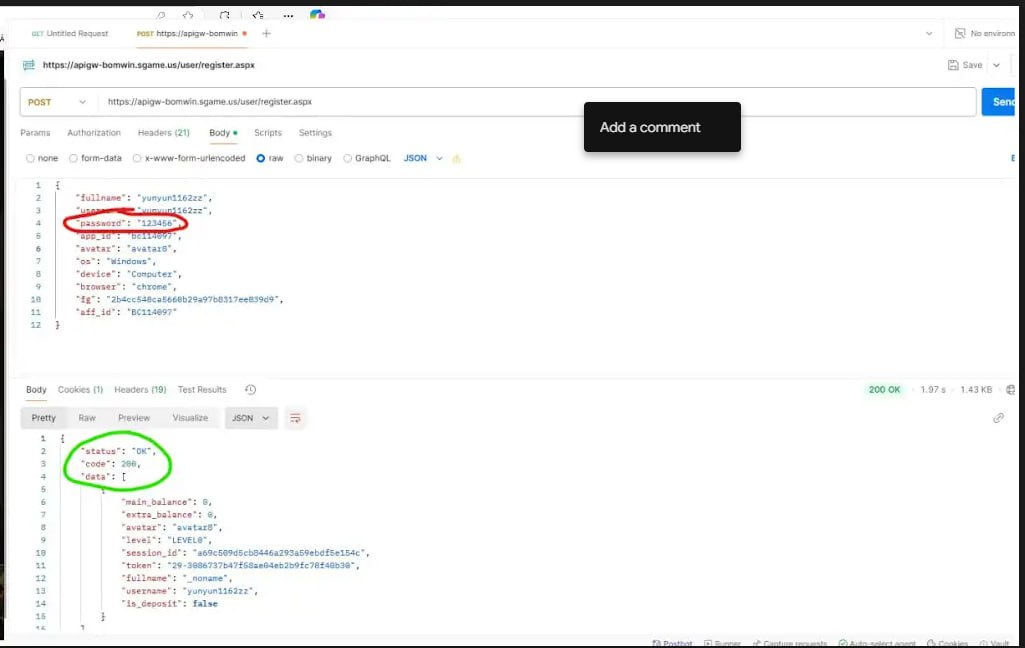 GET Untitled Request
POST https://apigw-bomwin
No environm
https://apigw-bomwin.sgame.us/user/register.aspx
Save
POST https://apigw-bomwin.sgame.us/user/register.aspx
Send
Add a comment
Params Authorization Headers (21) Body Scripts Settings
none form-data x-www-form-urlencoded raw binary GraphQL JSON
1 {
2 "fullname": "yunyun1162zz",
3 "yunyun1162zz",
4 "password": "123456",
5 "app_id": "bc114097",
6 "avatar": "avatar8",
7 "os": "Windows",
8 "device": "Computer",
9 "browser": "chrome",
10 "fg": "2b4cc540ca5660b29a97b8317ee839d9",
11 "aff_id": "BC114097"
12 }
Body Cookies (1) Headers (19) Test Results
200 OK 1.97 s 1.43 KB
Pretty Raw Preview Visualize JSON
1 {
2 "status": "OK",
3 "code": 200,
4 "data": [
5 {
6 "main_balance": 0,
7 "extra_balance": 0,
8 "avatar": "avatar8",
9 "level": "LEVEL0",
10 "session_id": "a69c509d5cb8446a293a59ebdf5e154c",
11 "token": "29-3086737b47f58ae04eb2b9fc78f40b30",
12 "fullname": "_noname",
13 "username": "yunyun1162zz",
14 "is_deposit": false
15 }
16 ]
Postbot Runner Capture requests Auto-select agent Cookies Vault